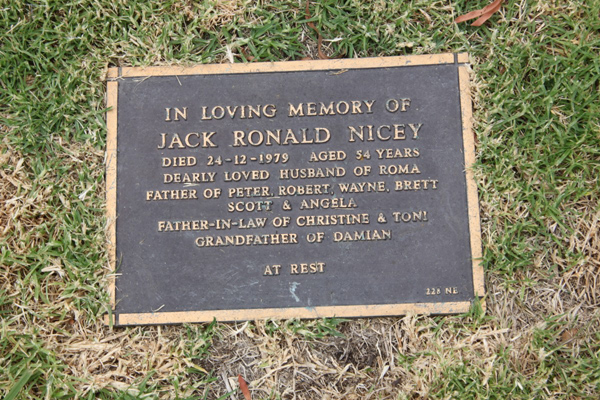 IN LOVING MEMORY OF
JACK RONALD NICEY
DIED 24-12-1979 AGED 54 YEARS
DEARLY LOVED HUSBAND OF ROMA
FATHER OF PETER, ROBERT, WAYNE, BRETT
SCOTT & ANGELA
FATHER-IN-LAW OF CHRISTINE & TONI
GRANDFATHER OF DAMIAN
AT REST
228 NE